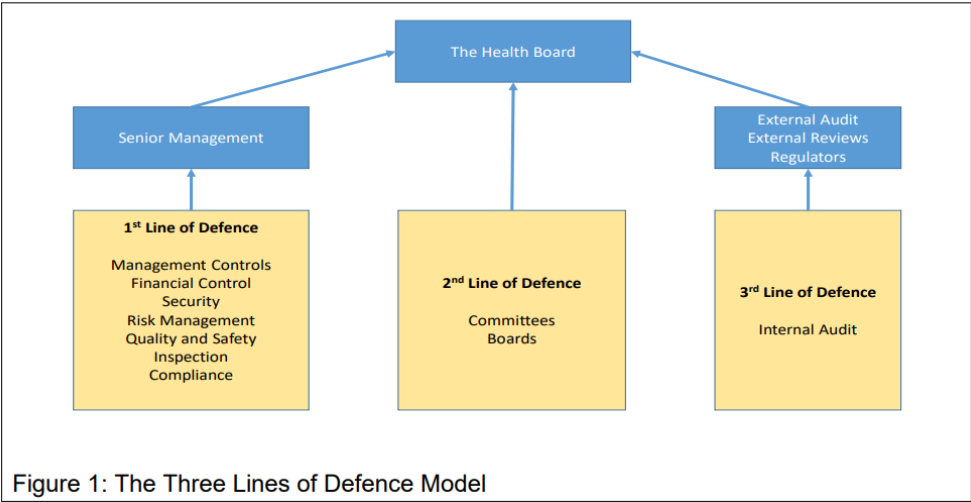 The Health Board
Senior Management
External Audit
External Reviews
Regulators
1st Line of Defence
Management Controls
Financial Control
Security
Risk Management
Quality and Safety
Inspection
Compliance
2nd Line of Defence
Committees
Boards
3rd Line of Defence
Internal Audit
Figure 1: The Three Lines of Defence Model